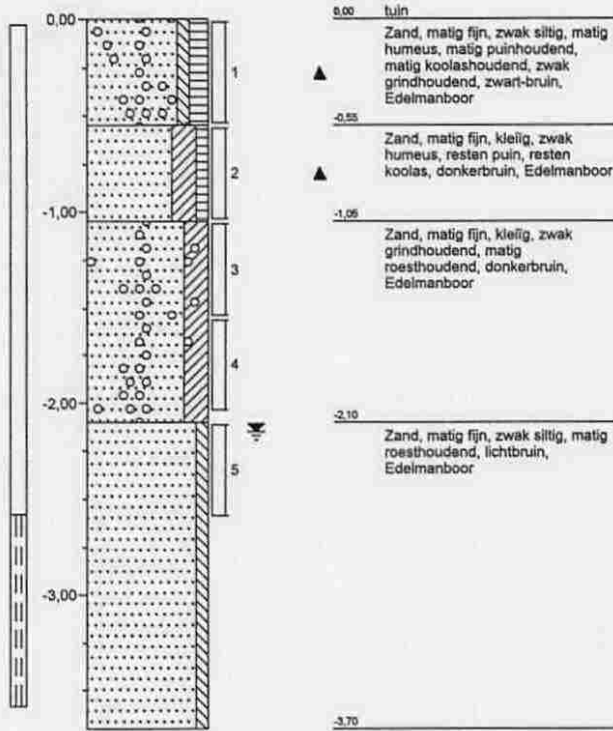 0,00
-1,00
-2,00
-3,00
1
2
3
4
5
0,00 tuin
Zand, matig fijn, zwak siltig, matig
humeus, matig puinhoudend,
matig koolashoudend, zwak
grindhoudend, zwart-bruin,
Edelmanboor
-0,55
Zand, matig fijn, kleiïg, zwak
humeus, resten puin, resten
koolas, donkerbruin, Edelmanboor
-1,05
Zand, matig fijn, kleiïg, zwak
grindhoudend, matig
roesthoudend, donkerbruin,
Edelmanboor
-2,10
Zand, matig fijn, zwak siltig, matig
roesthoudend, lichtbruin,
Edelmanboor
-3,70